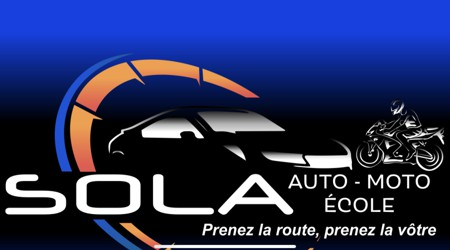 SOLA
AUTO - MOTO
ÉCOLE
Prenez la route, prenez la vôtre